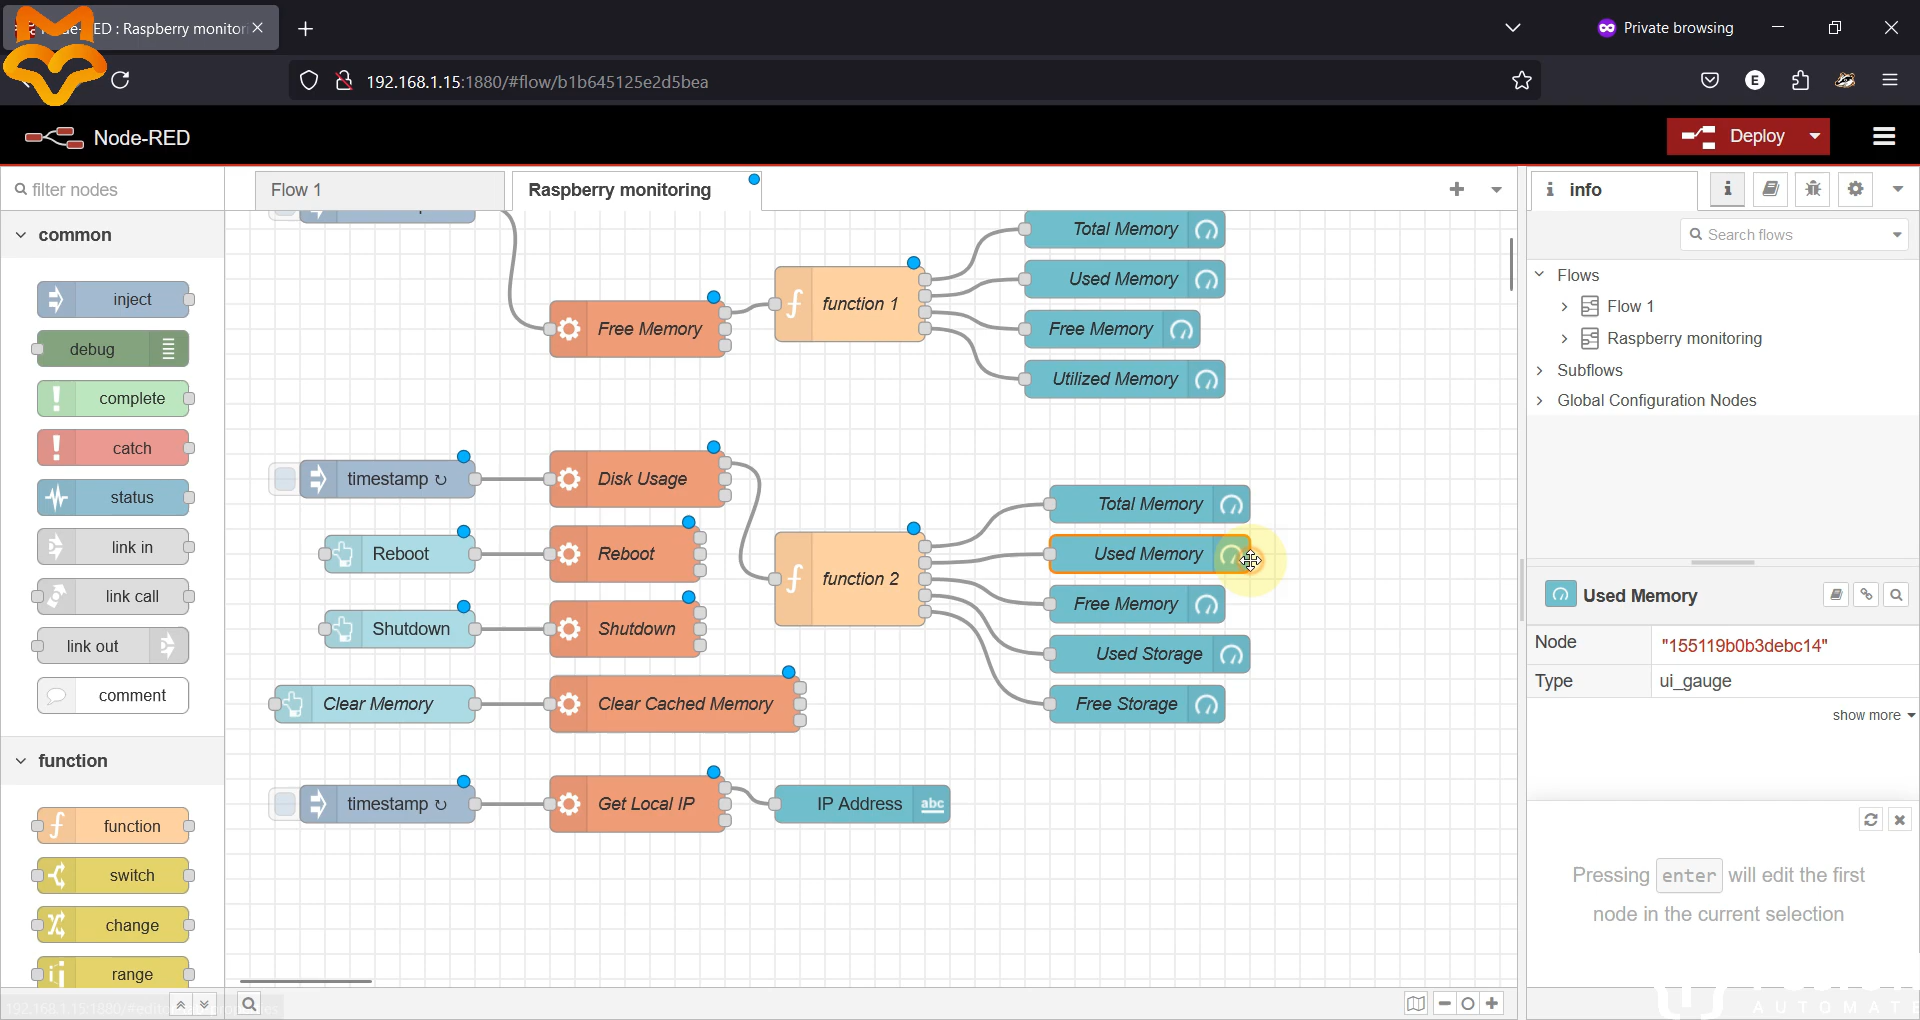 ED : Raspberry monitori
Private browsing
192.168.1.15:1880/#flow/b1b645125e2d5bea
E
Node-RED
Deploy
filter nodes
Flow 1
Raspberry monitoring
i info
i
Search flows
common
inject
debug
complete
catch
status
link in
link call
link out
comment
function
function
switch
change
range
Free Memory
function 1
Total Memory
Used Memory
Free Memory
Utilized Memory
timestamp ↻
Disk Usage
Reboot
Reboot
Shutdown
Shutdown
Clear Memory
Clear Cached Memory
function 2
Total Memory
Used Memory
Free Memory
Used Storage
Free Storage
timestamp ↻
Get Local IP
IP Address
abc
Flows
Flow 1
Raspberry monitoring
Subflows
Global Configuration Nodes
Used Memory
Node
"155119b0b3debc14"
Type
ui_gauge
show more
Pressing enter will edit the first
node in the current selection
AUTOMATE